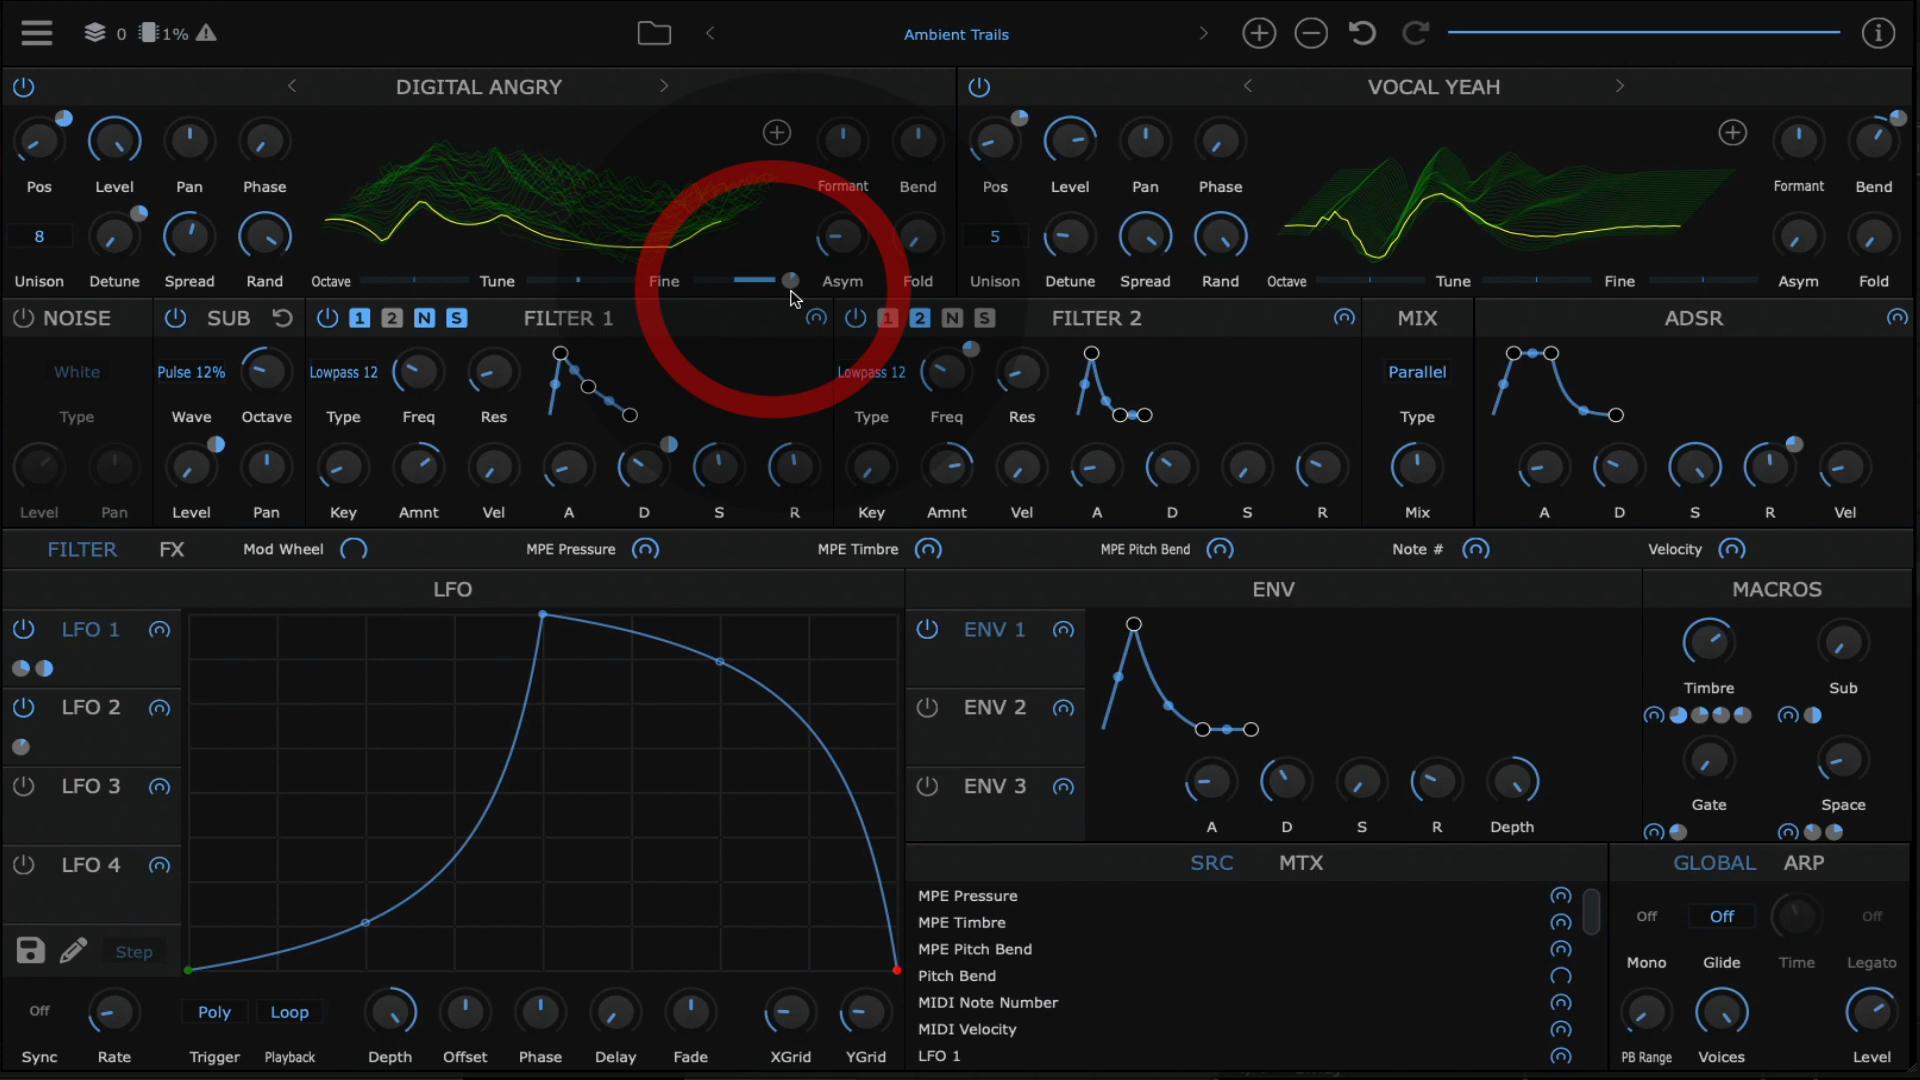 0 1% Ambient Trails
DIGITAL ANGRY VOCAL YEAH
Pos Level Pan Phase Formant Bend Pos Level Pan Phase Formant Bend
8 5
Unison Detune Spread Rand Octave Tune Fine Asym Fold Unison Detune Spread Rand Octave Tune Fine Asym Fold
NOISE SUB 1 2 N S FILTER 1 1 2 N S FILTER 2 MIX ADSR
White Pulse 12% Lowpass 12 Lowpass 12 Parallel
Type Wave Octave Type Freq Res Type Freq Res Type
Level Pan Level Pan Key Amnt Vel A D S R Key Amnt Vel A D S R Mix A D S R Vel
FILTER FX Mod Wheel MPE Pressure MPE Timbre MPE Pitch Bend Note # Velocity
LFO ENV MACROS
LFO 1 ENV 1
Timbre Sub
LFO 2 ENV 2
LFO 3 ENV 3
Gate Space
A D S R Depth
LFO 4 SRC MTX GLOBAL ARP
MPE Pressure
Off Off Off
MPE Timbre
Step MPE Pitch Bend
Mono Glide Time Legato
Pitch Bend
MIDI Note Number
Off Poly Loop
MIDI Velocity
Sync Rate Trigger Playback Depth Offset Phase Delay Fade XGrid YGrid LFO 1 PB Range Voices Level